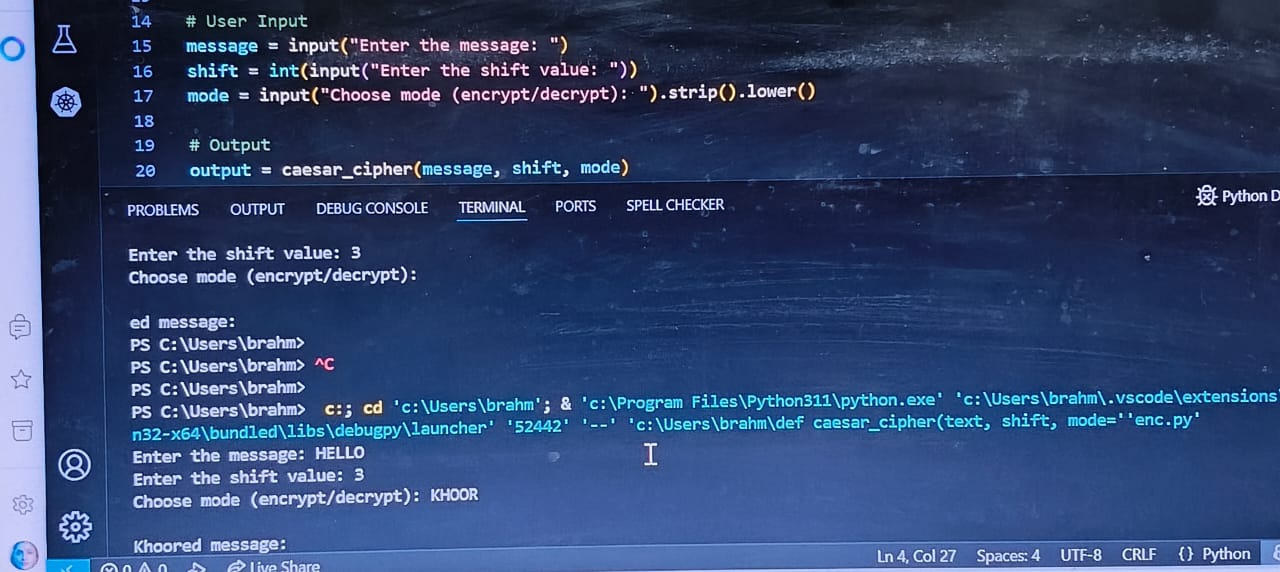 14 # User Input
15 message = input("Enter the message: ")
16 shift = int(input("Enter the shift value: "))
17 mode = input("Choose mode (encrypt/decrypt): ").strip().lower()
18
19 # Output
20 output = caesar_cipher(message, shift, mode)
PROBLEMS OUTPUT DEBUG CONSOLE TERMINAL PORTS SPELL CHECKER
Python D
Enter the shift value: 3
Choose mode (encrypt/decrypt):
ed message:
PS C:\Users\brahm>
PS C:\Users\brahm> ^C
PS C:\Users\brahm>
PS C:\Users\brahm> c:; cd 'c:\Users\brahm'; & 'c:\Program Files\Python311\python.exe' 'c:\Users\brahm\.vscode\extensions
n32-x64\bundled\libs\debugpy\launcher' '52442' '--' 'c:\Users\brahm\def caesar_cipher(text, shift, mode=''enc.py'
Enter the message: HELLO
Enter the shift value: 3
Choose mode (encrypt/decrypt): KHOOR
Khoored message:
0 0 Live Share Ln 4, Col 27 Spaces: 4 UTF-8 CRLF {} Python